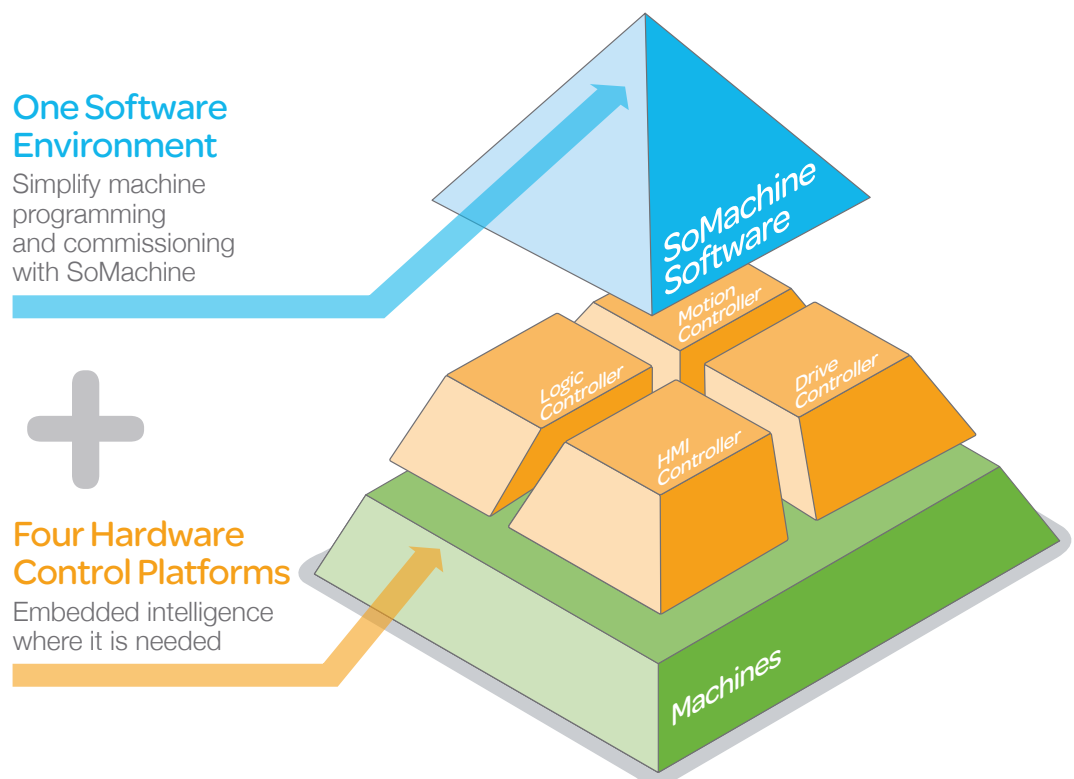 One Software
Environment
Simplify machine
programming
and commissioning
with SoMachine
Four Hardware
Control Platforms
Embedded intelligence
where it is needed
SoMachine
Software
Motion
Controller
Logic
Controller
Drive
Controller
HMI
Controller
Machines